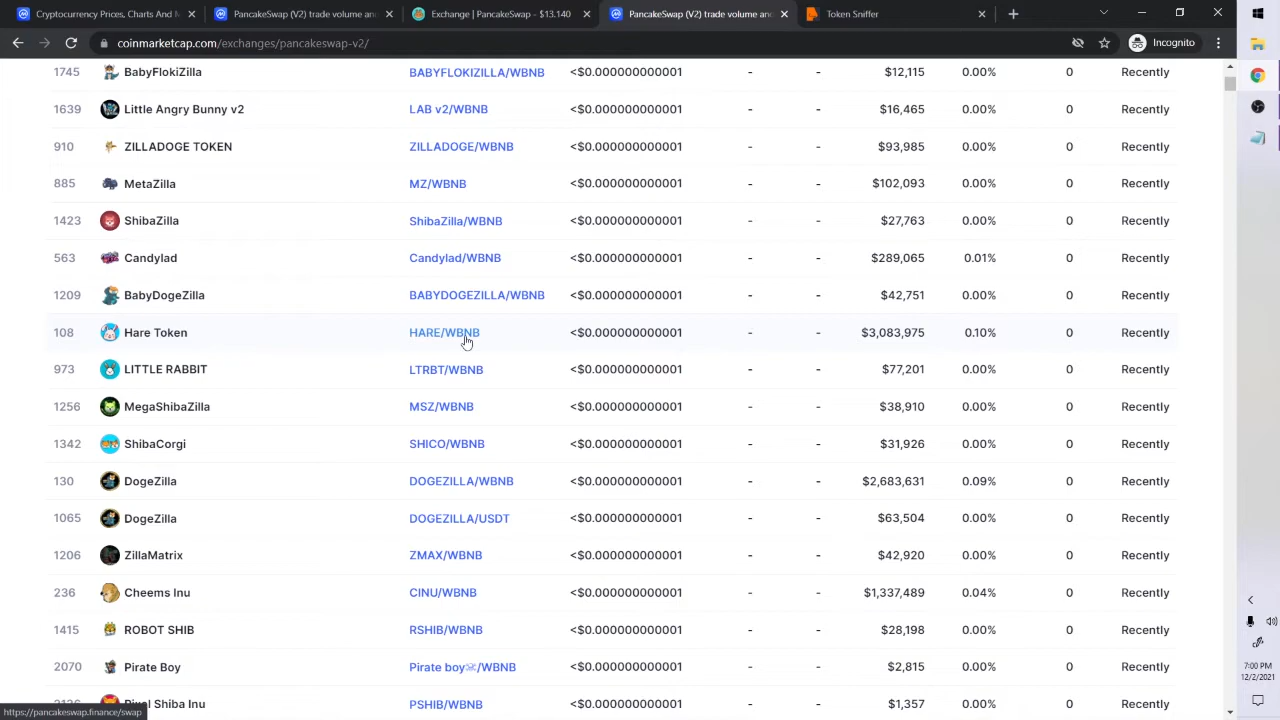 Cryptocurrency Prices, Charts An
PancakeSwap (V2) trade volume and
Exchange | PancakeSwap - $13.140
PancakeSwap (V2) trade volume and
Token Sniffer
coinmarketcap.com/exchanges/pancakeswap-v2/
Incognito
1745 BabyFlokiZilla BABYFLOKIZILLA/WBNB <$0.000000000001 - - $12,115 0.00% 0 Recently
1639 Little Angry Bunny v2 LAB v2/WBNB <$0.000000000001 - - $16,465 0.00% 0 Recently
910 ZILLADOGE TOKEN ZILLADOGE/WBNB <$0.000000000001 - - $93,985 0.00% 0 Recently
885 MetaZilla MZ/WBNB <$0.000000000001 - - $102,093 0.00% 0 Recently
1423 ShibaZilla ShibaZilla/WBNB <$0.000000000001 - - $27,763 0.00% 0 Recently
563 Candylad Candylad/WBNB <$0.000000000001 - - $289,065 0.01% 0 Recently
1209 BabyDogeZilla BABYDOGEZILLA/WBNB <$0.000000000001 - - $42,751 0.00% 0 Recently
108 Hare Token HARE/WBNB <$0.000000000001 - - $3,083,975 0.10% 0 Recently
973 LITTLE RABBIT LTRBT/WBNB <$0.000000000001 - - $77,201 0.00% 0 Recently
1256 MegaShibaZilla MSZ/WBNB <$0.000000000001 - - $38,910 0.00% 0 Recently
1342 ShibaCorgi SHICO/WBNB <$0.000000000001 - - $31,926 0.00% 0 Recently
130 DogeZilla DOGEZILLA/WBNB <$0.000000000001 - - $2,663,631 0.09% 0 Recently
1065 DogeZilla DOGEZILLA/USDT <$0.000000000001 - - $63,504 0.00% 0 Recently
1206 ZillaMatrix ZMAX/WBNB <$0.000000000001 - - $42,920 0.00% 0 Recently
236 Cheems Inu CINU/WBNB <$0.000000000001 - - $1,337,489 0.04% 0 Recently
1415 ROBOT SHIB RSHIB/WBNB <$0.000000000001 - - $28,198 0.00% 0 Recently
2070 Pirate Boy Pirate boy☠/WBNB <$0.000000000001 - - $2,815 0.00% 0 Recently
Pixel Shiba Inu PSHIB/WBNB <$0.000000000001 - - $1,357 0.00% 0 Recently
https://pancakeswap.finance/swap
7:00 PM
12/2/2021